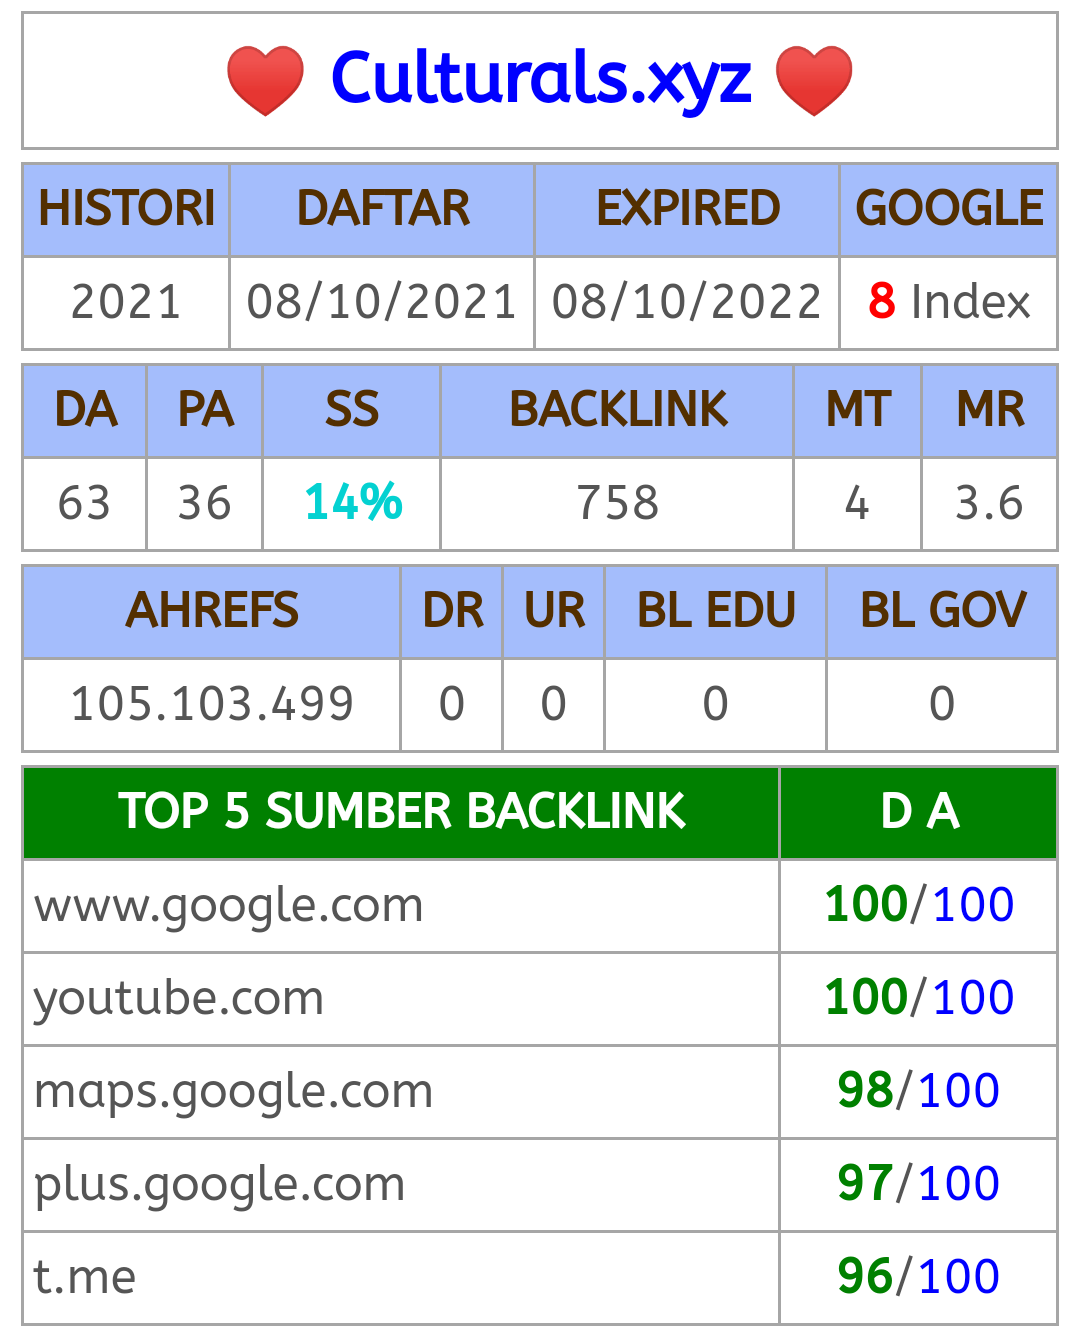 Culturals.xyz
HISTORI DAFTAR EXPIRED GOOGLE
2021 08/10/2021 08/10/2022 8 Index
DA PA SS BACKLINK MT MR
63 36 14% 758 4 3.6
AHREFS DR UR BL EDU BL GOV
105.103.499 0 0 0 0
TOP 5 SUMBER BACKLINK D A
www.google.com 100/100
youtube.com 100/100
maps.google.com 98/100
plus.google.com 97/100
t.me 96/100